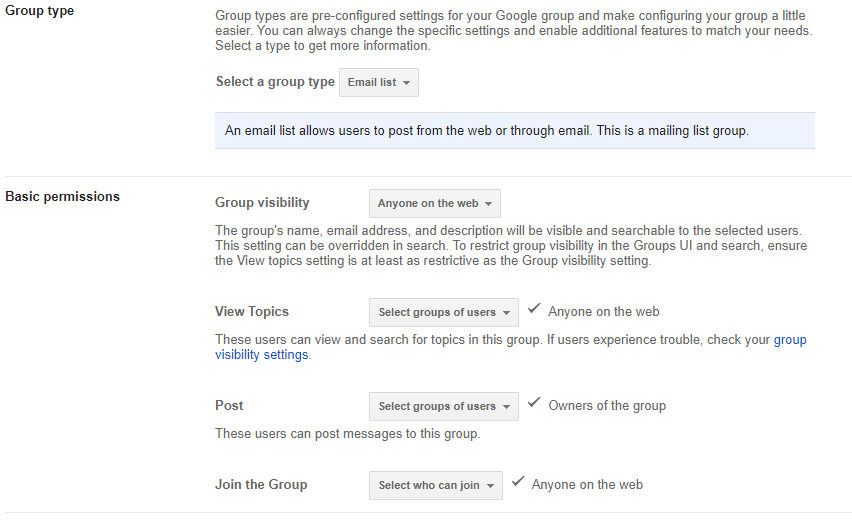 Group type
Group types are pre-configured settings for your Google group and make configuring your group a little
easier. You can always change the specific settings and enable additional features to match your needs.
Select a type to get more information.
Select a group type Email list
An email list allows users to post from the web or through email. This is a mailing list group.
Basic permissions
Group visibility Anyone on the web
The group's name, email address, and description will be visible and searchable to the selected users.
This setting can be overridden in search. To restrict group visibility in the Groups UI and search, ensure
the View topics setting is at least as restrictive as the Group visibility setting.
View Topics Select groups of users Anyone on the web
These users can view and search for topics in this group. If users experience trouble, check your group
visibility settings.
Post Select groups of users Owners of the group
These users can post messages to this group.
Join the Group Select who can join Anyone on the web